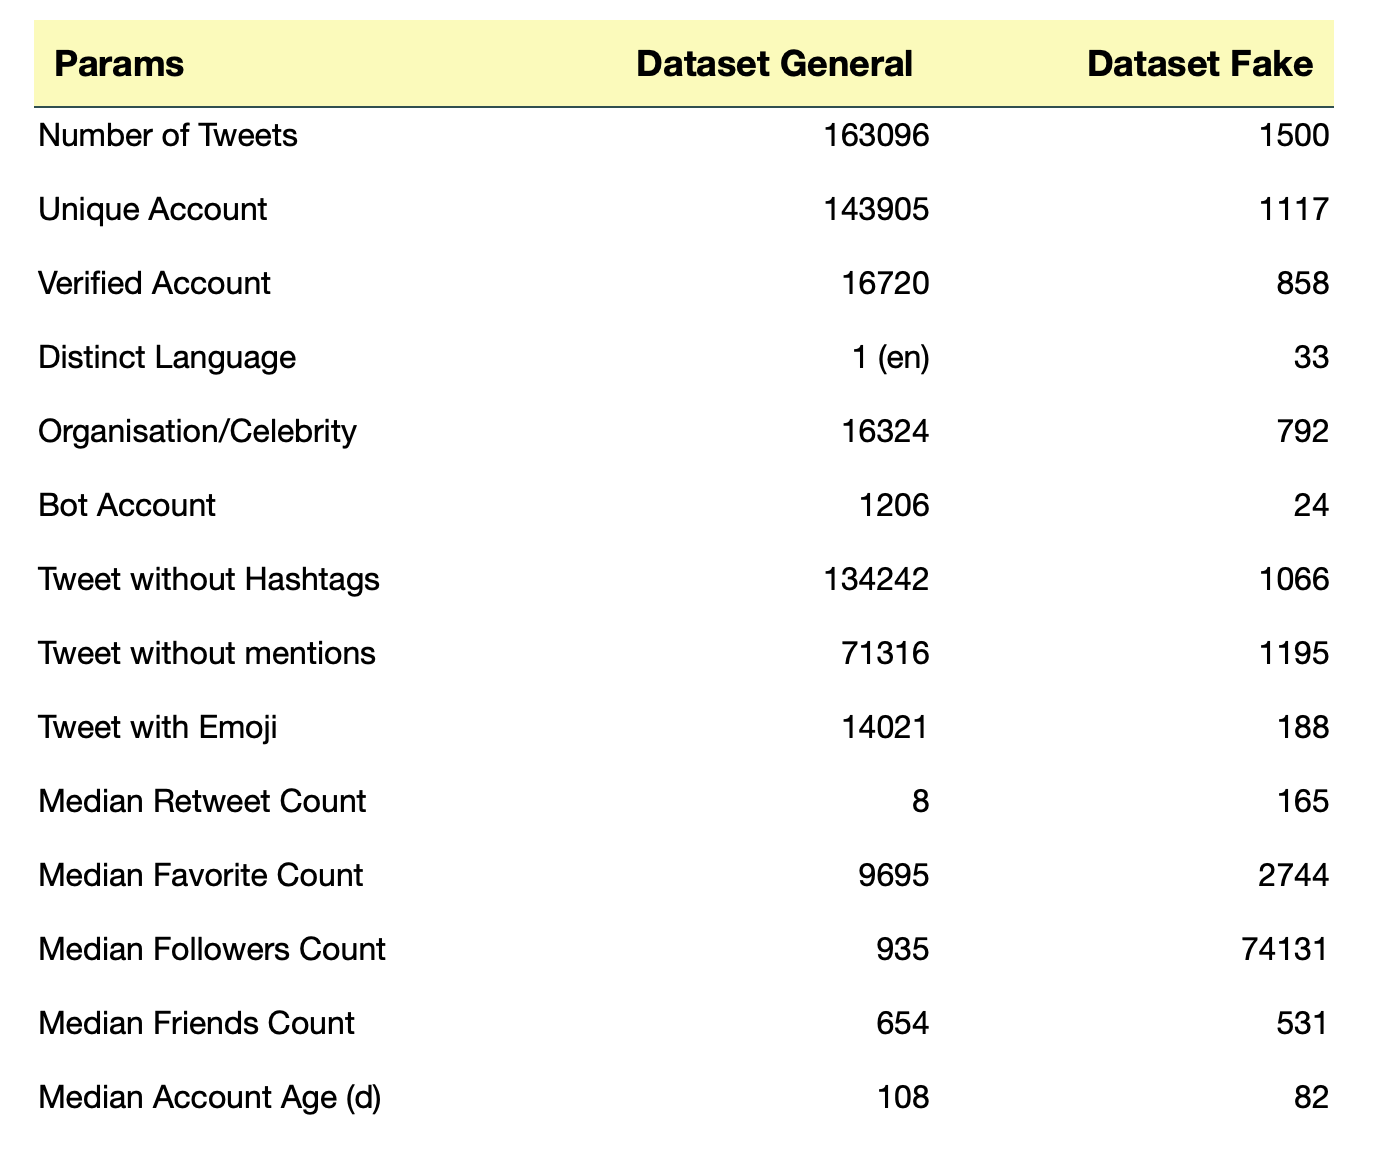 Params Dataset General Dataset Fake
Number of Tweets 163096 1500
Unique Account 143905 1117
Verified Account 16720 858
Distinct Language 1 (en) 33
Organisation/Celebrity 16324 792
Bot Account 1206 24
Tweet without Hashtags 134242 1066
Tweet without mentions 71316 1195
Tweet with Emoji 14021 188
Median Retweet Count 8 165
Median Favorite Count 9695 2744
Median Followers Count 935 74131
Median Friends Count 654 531
Median Account Age (d) 108 82